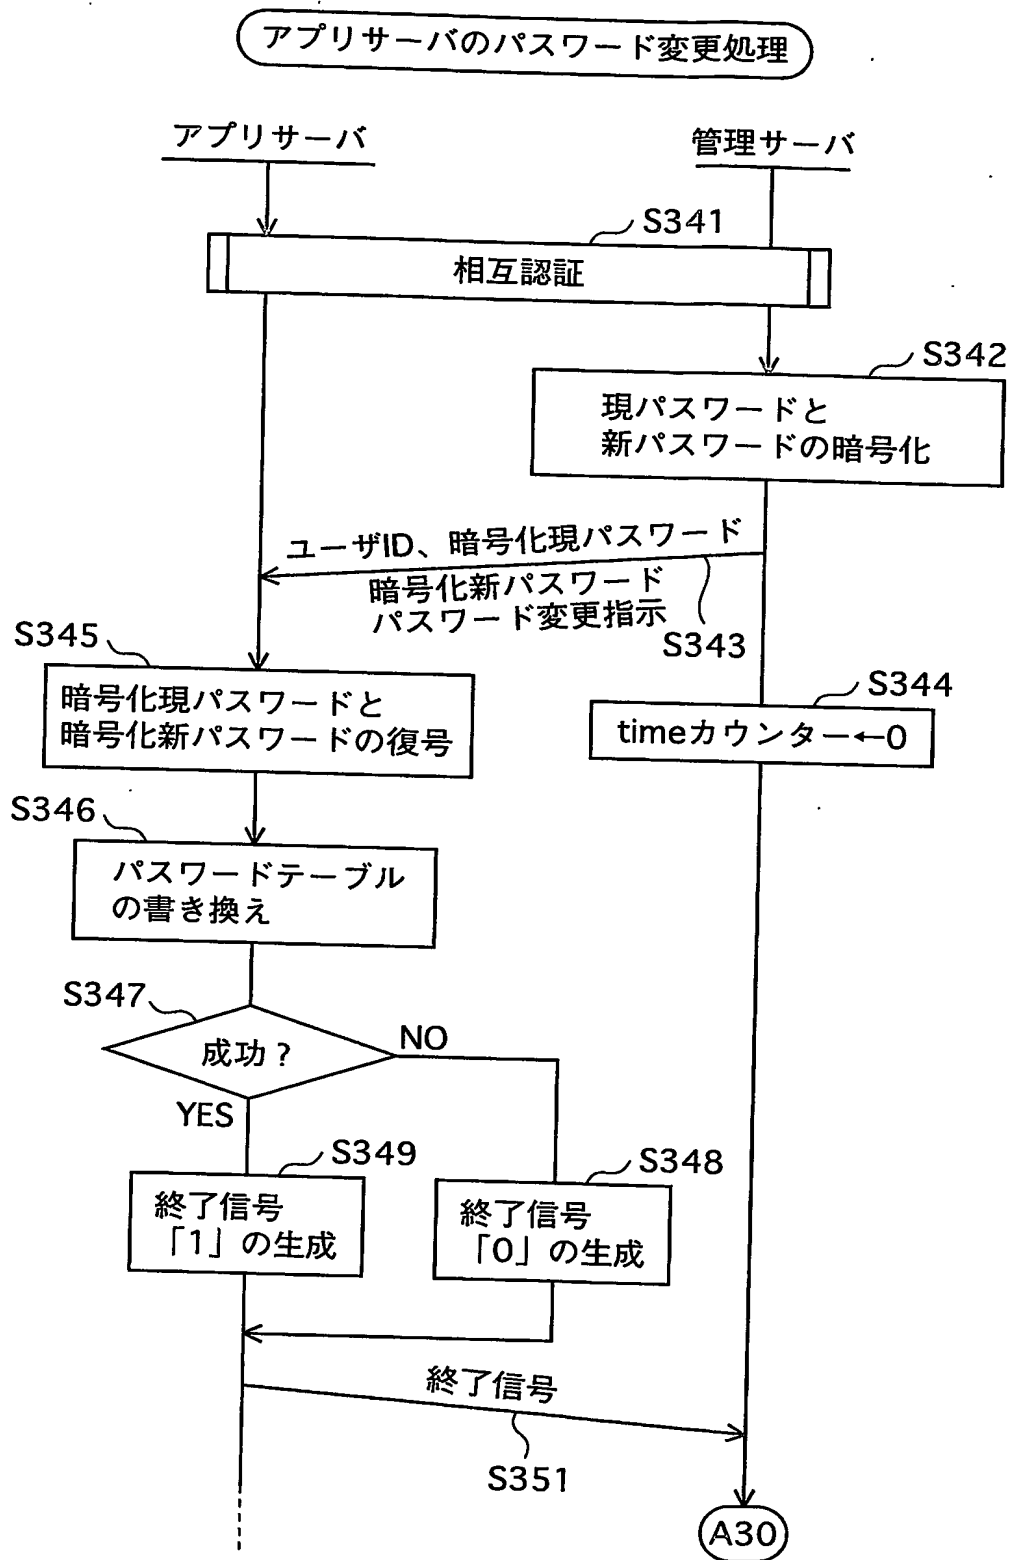 アプリサーバのパスワード変更処理
アプリサーバ
管理サーバ
S341
相互認証
S342
現パスワードと
新パスワードの暗号化
ユーザID、暗号化現パスワード
暗号化新パスワード
パスワード変更指示
S343
S345
暗号化現パスワードと
暗号化新パスワードの復号
S344
timeカウンター←0
S346
パスワードテーブル
の書き換え
S347
成功？
NO
YES
S349
終了信号
「1」の生成
S348
終了信号
「0」の生成
終了信号
S351
A30